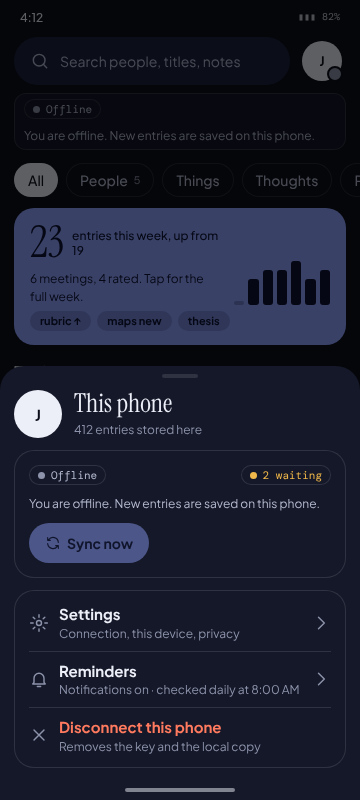 4:12
82%
Search people, titles, notes
J
Offline
You are offline. New entries are saved on this phone.
All
People 5
Things
Thoughts
23 entries this week, up from
19
6 meetings, 4 rated. Tap for the
full week.
rubric ↑
maps new
thesis
J
This phone
412 entries stored here
Offline
2 waiting
You are offline. New entries are saved on this phone.
Sync now
Settings
Connection, this device, privacy
Reminders
Notifications on · checked daily at 8:00 AM
Disconnect this phone
Removes the key and the local copy